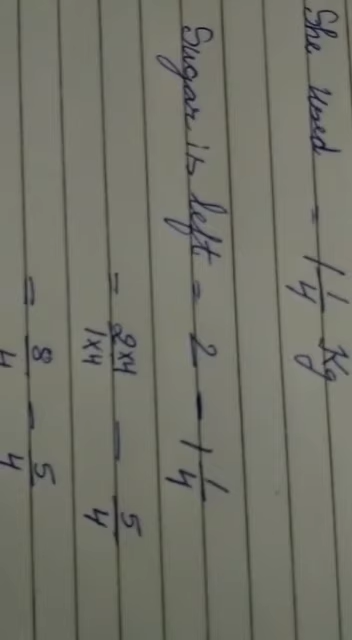 She used = 1 1/4 Kg
Sugar is left = 2 - 1 1/4
= 2×4/1×4 - 5/4
= 8/4 - 5/4